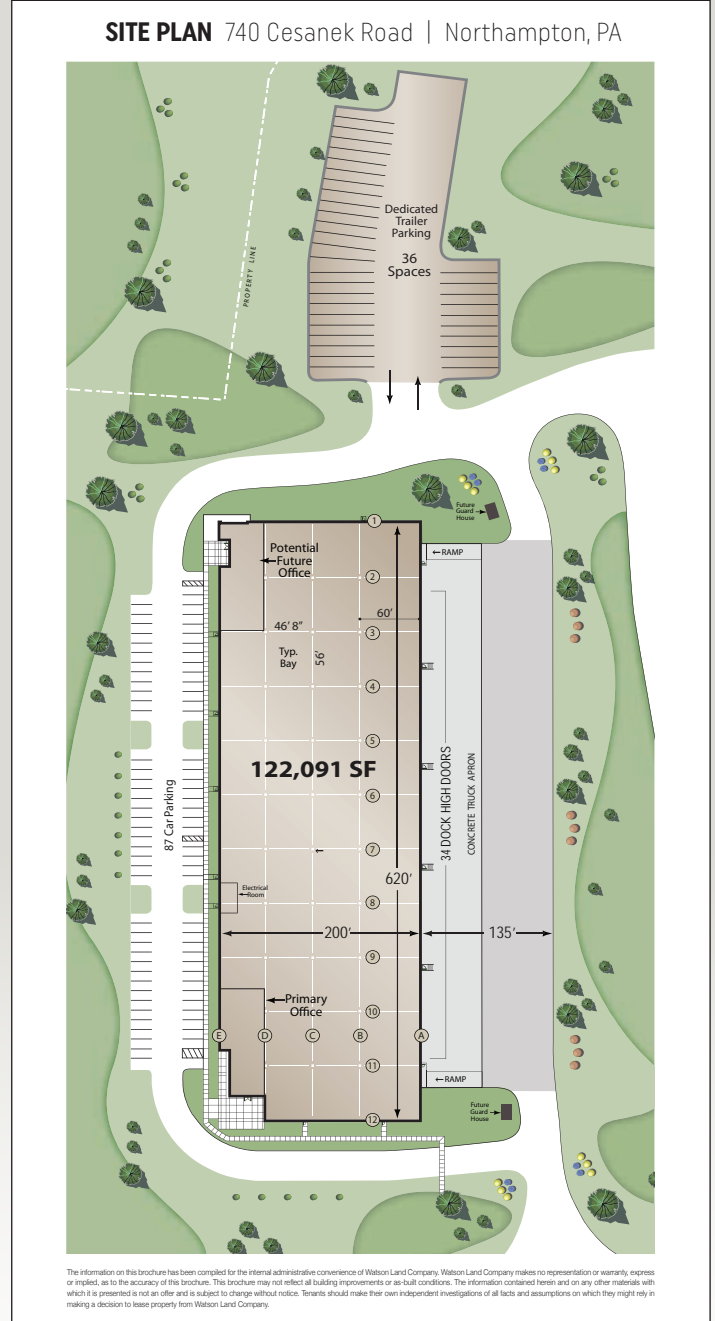 SITE PLAN 740 Cesanek Road | Northampton, PA
PROPERTY LINE
Dedicated
Trailer
Parking
36
Spaces
Future
Guard
House
1
Potential
Future
Office
RAMP
2
60'
46' 8"
3
Typ.
Bay
56'
4
5
122,091 SF
6
34 DOCK HIGH DOORS
CONCRETE TRUCK APRON
87 Car Parking
7
620'
Electrical
Room
8
200'
135'
9
Primary
Office
10
E
D
C
B
A
11
RAMP
Future
Guard
House
12
The information on this brochure has been compiled for the internal administrative convenience of Watson Land Company. Watson Land Company makes no representation or warranty, express
or implied, as to the accuracy of this brochure. This brochure may not reflect all building improvements or as-built conditions. The information contained herein and on any other materials with
which it is presented is not an offer and is subject to change without notice. Tenants should make their own independent investigations of all facts and assumptions on which they might rely in
making a decision to lease property from Watson Land Company.